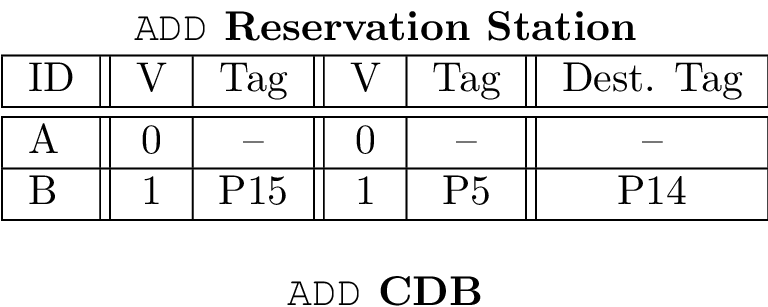 ADD Reservation Station
ID V Tag V Tag Dest. Tag
A 0 – 0 – –
B 1 P15 1 P5 P14
ADD CDB